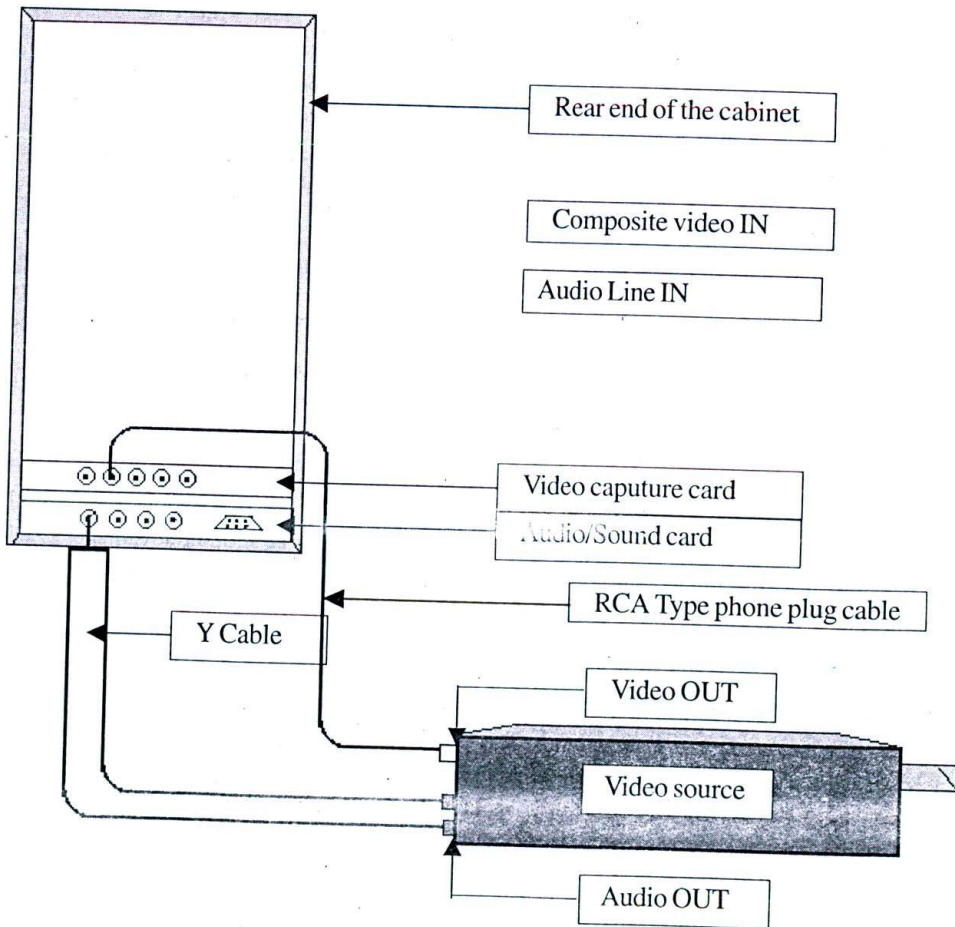 Rear end of the cabinet
Composite video IN
Audio Line IN
Video caputure card
Audio/Sound card
RCA Type phone plug cable
Y Cable
Video OUT
Video source
Audio OUT